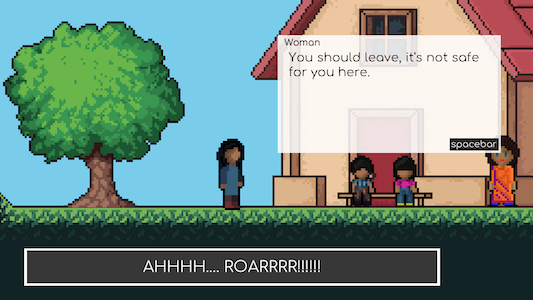 Woman
You should leave, it's not safe
for you here.
spacebar
AHHHH.... ROARRRR!!!!!!